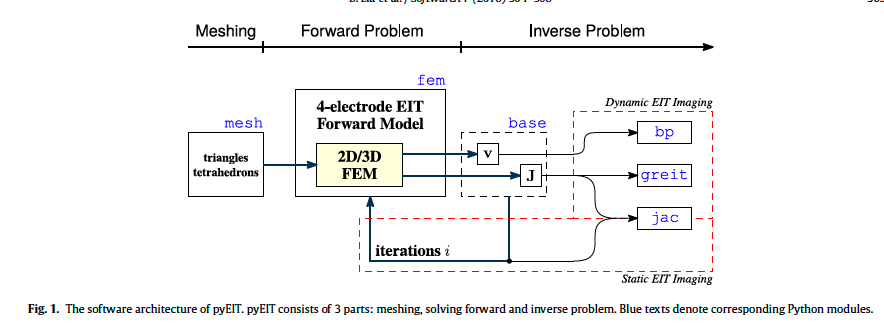 Meshing Forward Problem Inverse Problem
fem
4-electrode EIT
Forward Model
mesh
base
Dynamic EIT Imaging
bp
triangles
tetrahedrons
2D/3D
FEM
v
J
greit
jac
iterations i
Static EIT Imaging
Fig. 1. The software architecture of pyEIT. pyEIT consists of 3 parts: meshing, solving forward and inverse problem. Blue texts denote corresponding Python modules.